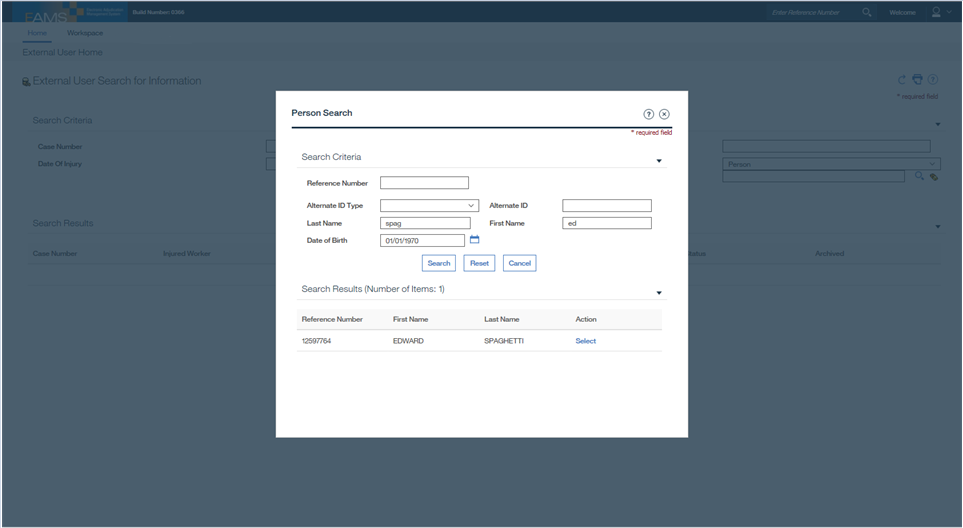 EAMS Build Number: 0386 Enter Reference Number Welcome
Home Workspace
External User Home
External User Search for Information
* required field
Search Criteria
Case Number
Date Of Injury Person
Search Results
Case Number Injured Worker Status Archived
Person Search
* required field
Search Criteria
Reference Number
Alternate ID Type Alternate ID
Last Name spag First Name ed
Date of Birth 01/01/1970
Search Reset Cancel
Search Results (Number of Items: 1)
Reference Number First Name Last Name Action
12597764 EDWARD SPAGHETTI Select